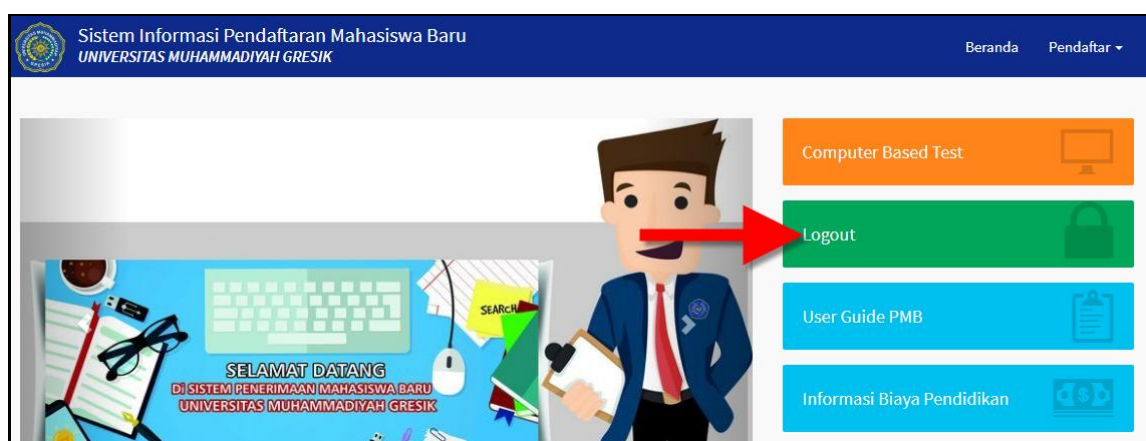 Sistem Informasi Pendaftaran Mahasiswa Baru
UNIVERSITAS MUHAMMADIYAH GRESIK
Beranda Pendaftar
Computer Based Test
Logout
User Guide PMB
Informasi Biaya Pendidikan
SEARCH
SELAMAT DATANG
Di SISTEM PENERIMAAN MAHASISWA BARU
UNIVERSITAS MUHAMMADIYAH GRESIK